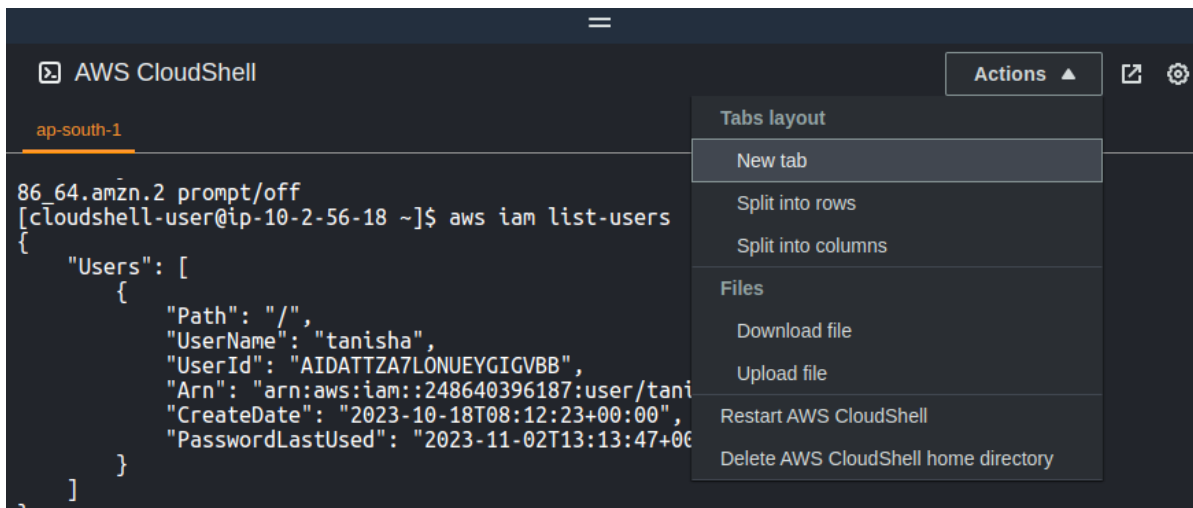 AWS CloudShell
Actions ▲
ap-south-1
Tabs layout
New tab
Split into rows
Split into columns
Files
Download file
Upload file
Restart AWS CloudShell
Delete AWS CloudShell home directory
86_64.amzn.2 prompt/off
[cloudshell-user@ip-10-2-56-18 ~]$ aws iam list-users
{
    "Users": [
        {
            "Path": "/",
            "UserName": "tanisha",
            "UserId": "AIDATTZA7LONUEYGIGVBB",
            "Arn": "arn:aws:iam::248640396187:user/tani
            "CreateDate": "2023-10-18T08:12:23+00:00",
            "PasswordLastUsed": "2023-11-02T13:13:47+00
        }
    ]